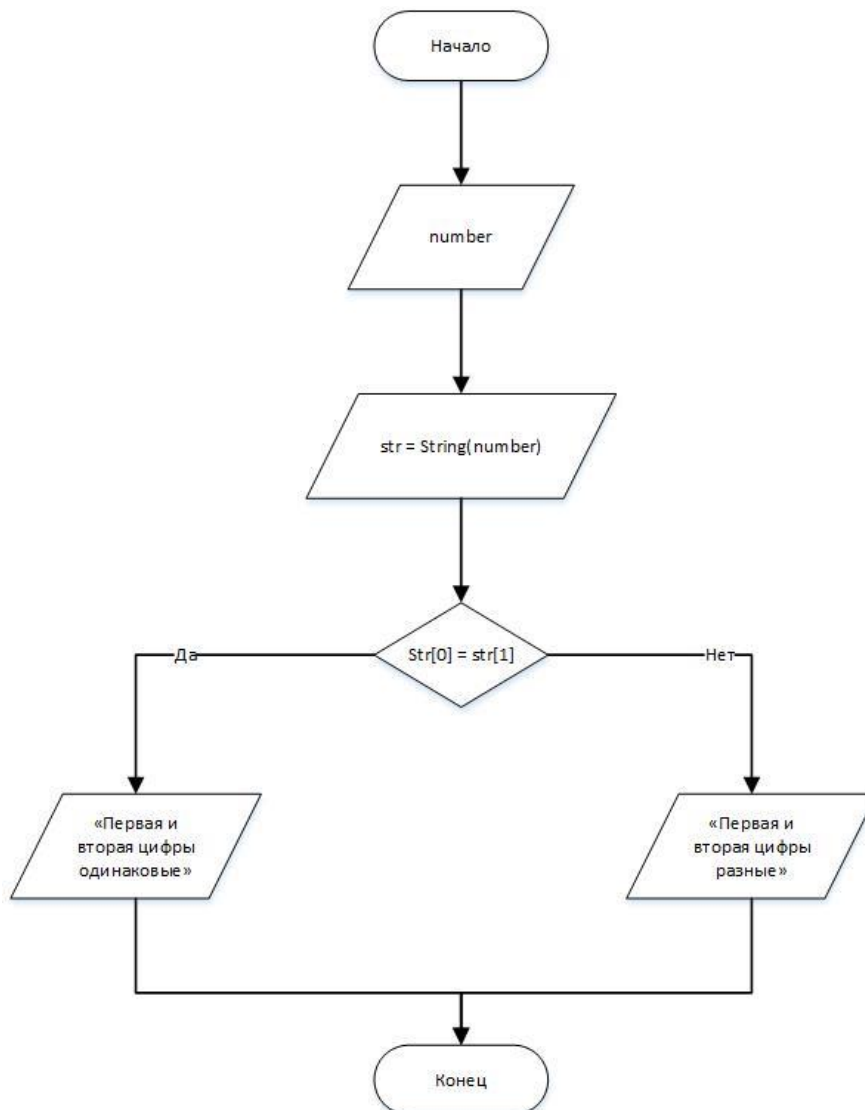 Начало
number
str = String(number)
Str[0] = str[1]
Да
Нет
«Первая и
вторая цифры
одинаковые»
«Первая и
вторая цифры
разные»
Конец